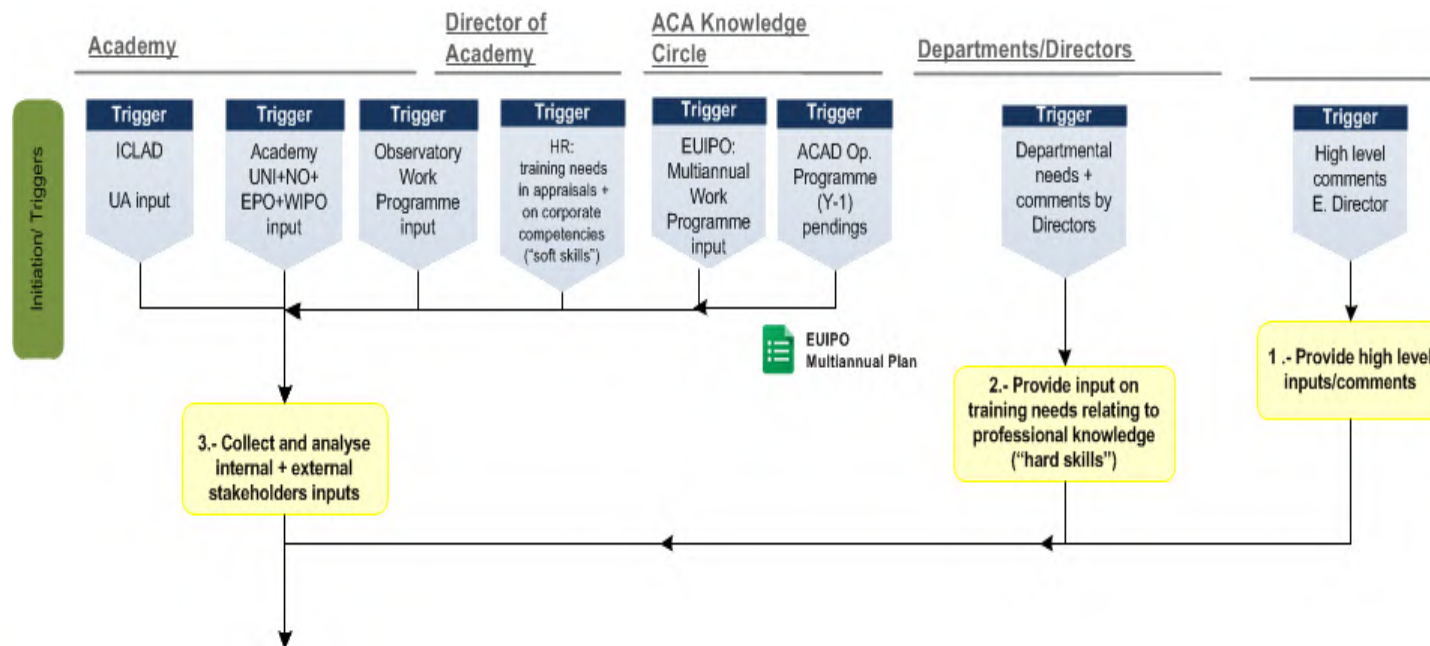 Academy
Director of
Academy
ACA Knowledge
Circle
Departments/Directors
Initiation/ Triggers
Trigger
ICLAD
UA input
Trigger
Academy
UNI+NO+
EPO+WIPO
input
Trigger
Observatory
Work
Programme
input
Trigger
HR:
training needs
in appraisals +
on corporate
competencies
("soft skills")
Trigger
EUIPO:
Multiannual
Work
Programme
input
Trigger
ACAD Op.
Programme
(Y-1)
pendings
Trigger
Departmental
needs +
comments by
Directors
Trigger
High level
comments
E. Director
EUIPO
Multiannual Plan
1 .- Provide high level
inputs/comments
2.- Provide input on
training needs relating to
professional knowledge
("hard skills")
3.- Collect and analyse
internal + external
stakeholders inputs